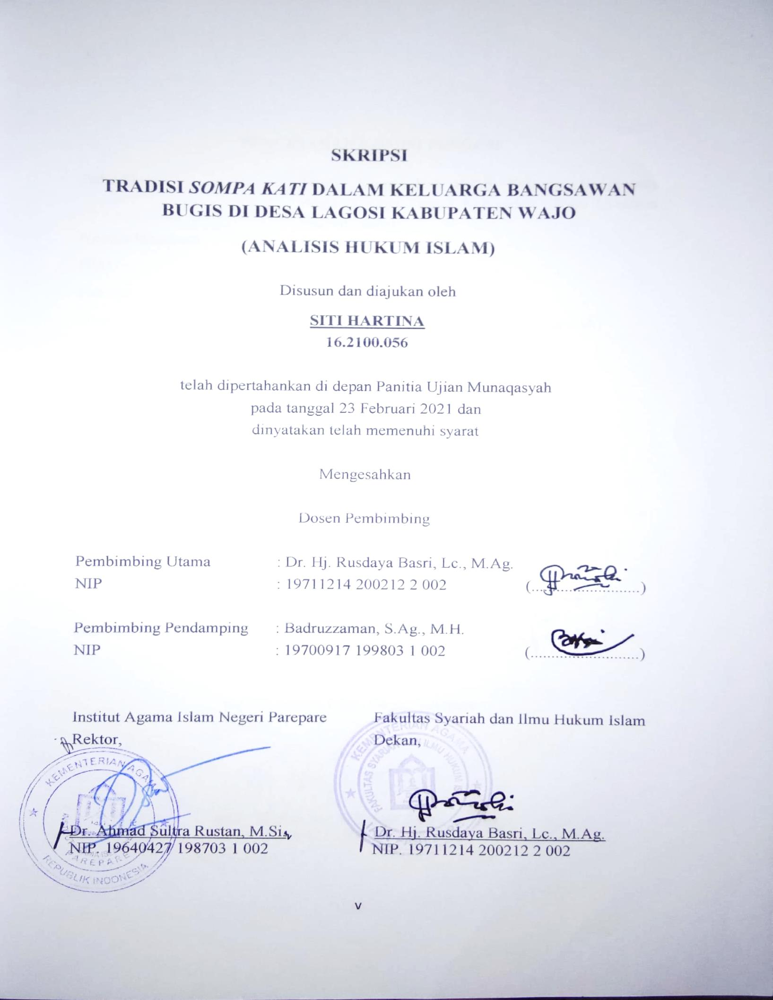 SKRIPSI
TRADISI SOMPA KATI DALAM KELUARGA BANGSAWAN
BUGIS DI DESA LAGOSI KABUPATEN WAJO
(ANALISIS HUKUM ISLAM)
Disusun dan diajukan oleh
SITI HARTINA
16.2100.056
telah dipertahankan di depan Panitia Ujian Munaqasyah
pada tanggal 23 Februari 2021 dan
dinyatakan telah memenuhi syarat
Mengesahkan
Dosen Pembimbing
Pembimbing Utama : Dr. Hj. Rusdaya Basri, Lc., M.Ag.
NIP : 19711214 200212 2 002 (..............................)
Pembimbing Pendamping : Badruzzaman, S.Ag., M.H.
NIP : 19700917 199803 1 002 (..............................)
Institut Agama Islam Negeri Parepare
Rektor,
KEMENTERIAN AGAMA
Dr. Ahmad Sultra Rustan, M.Si.
NIP. 19640427 198703 1 002
PAREPARE
REPUBLIK INDONESIA
Fakultas Syariah dan Ilmu Hukum Islam
Dekan,
KEMENTERIAN AGAMA
FAKULTAS SYARIAH DAN ILMU HUKUM IS
Dr. Hj. Rusdaya Basri, Lc., M.Ag.
NIP. 19711214 200212 2 002
v